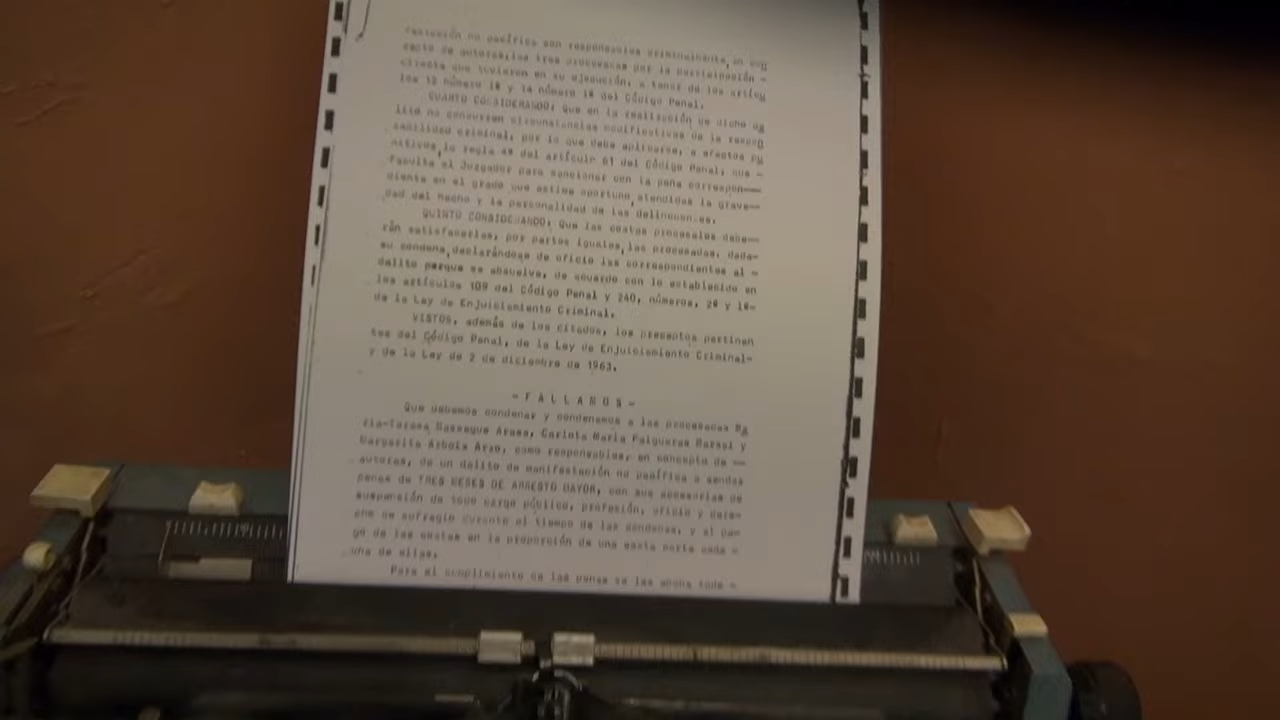 no pacífica son responsables criminalmente, en con
cepto de autores, las tres procesadas por la participación -
directa que tuvieron en su ejecución, a tenor de los artícu
los 12 número 1º y 14 número 1º del Código Penal.
CUARTO CONSIDERANDO: Que en la realización de dicho de
lito no concurren circunstancias modificativas de la respon
sabilidad criminal, por lo que debe aplicarse, a efectos pu
nitivos, la regla 4ª del artículo 61 del Código Penal, que -
faculta al Juzgador para sancionar con la pena correspon--
diente en el grado que estime oportuno, atendidos la grave--
dad del hecho y la personalidad de las delincuentes.
QUINTO CONSIDERANDO: Que las costas procesales debe--
rán satisfacerlas, por partes iguales, las procesadas, dada-
su condena, declarándose de oficio las correspondientes al -
delito porque se absuelve, de acuerdo con lo establecido en
los artículos 109 del Código Penal y 240, números, 2º y 1º-
de la Ley de Enjuiciamiento Criminal.
VISTOS, además de los citados, los preceptos pertinen
tes del Código Penal, de la Ley de Enjuiciamiento Criminal-
y de la Ley de 2 de diciembre de 1963.
- F A L L A M O S -
Que debemos condenar y condenamos a las procesadas Ma
ría-Teresa Araes, Carlota María Falgueras y
Margarita Arboix Arzo, como responsables, en concepto de --
autoras, de un delito de manifestación no pacífica a sendas
penas de TRES MESES DE ARRESTO MAYOR, con sus accesorias de
suspensión de todo cargo público, profesión, oficio y dere-
cho de sufragio durante el tiempo de las condenas, y al pa-
go de las costas en la proporción de una sexta parte cada -
una de ellas.
Para el cumplimiento de las penas se les abona todo -